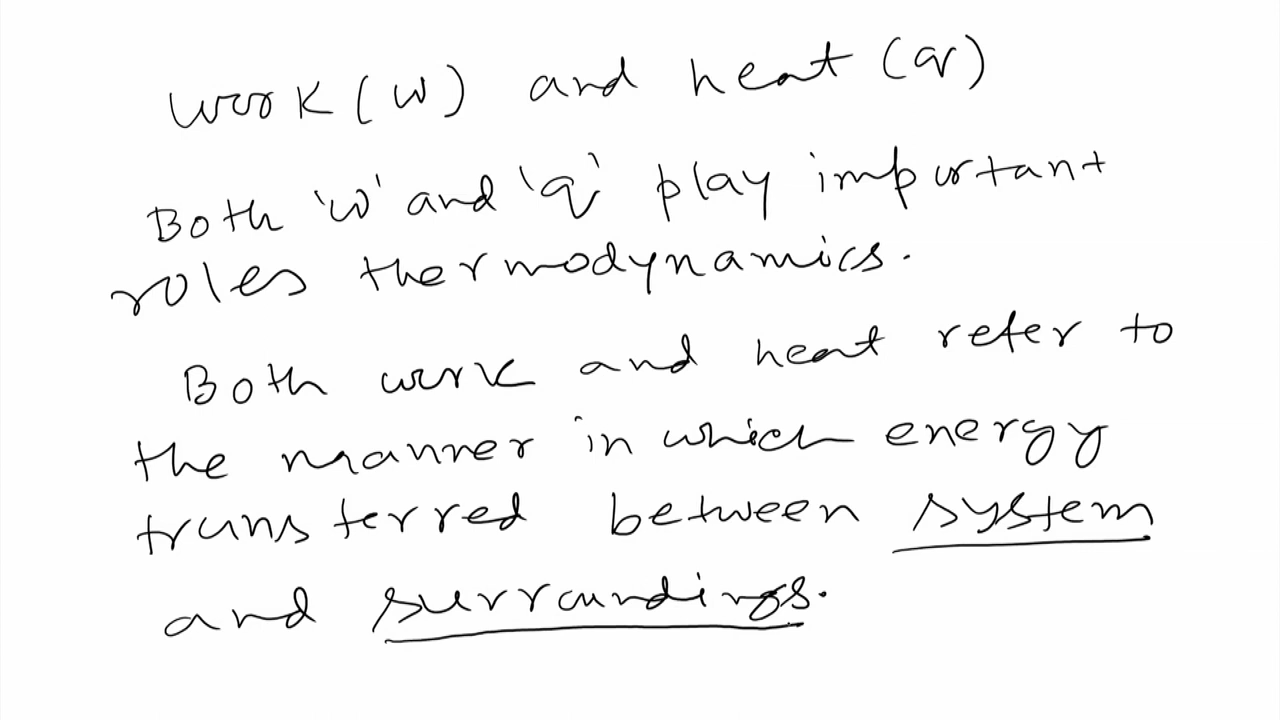 work (w) and heat (q)
Both 'w' and 'q' play important
roles thermodynamics.
Both work and heat refer to
the manner in which energy
transferred between system
and surroundings.